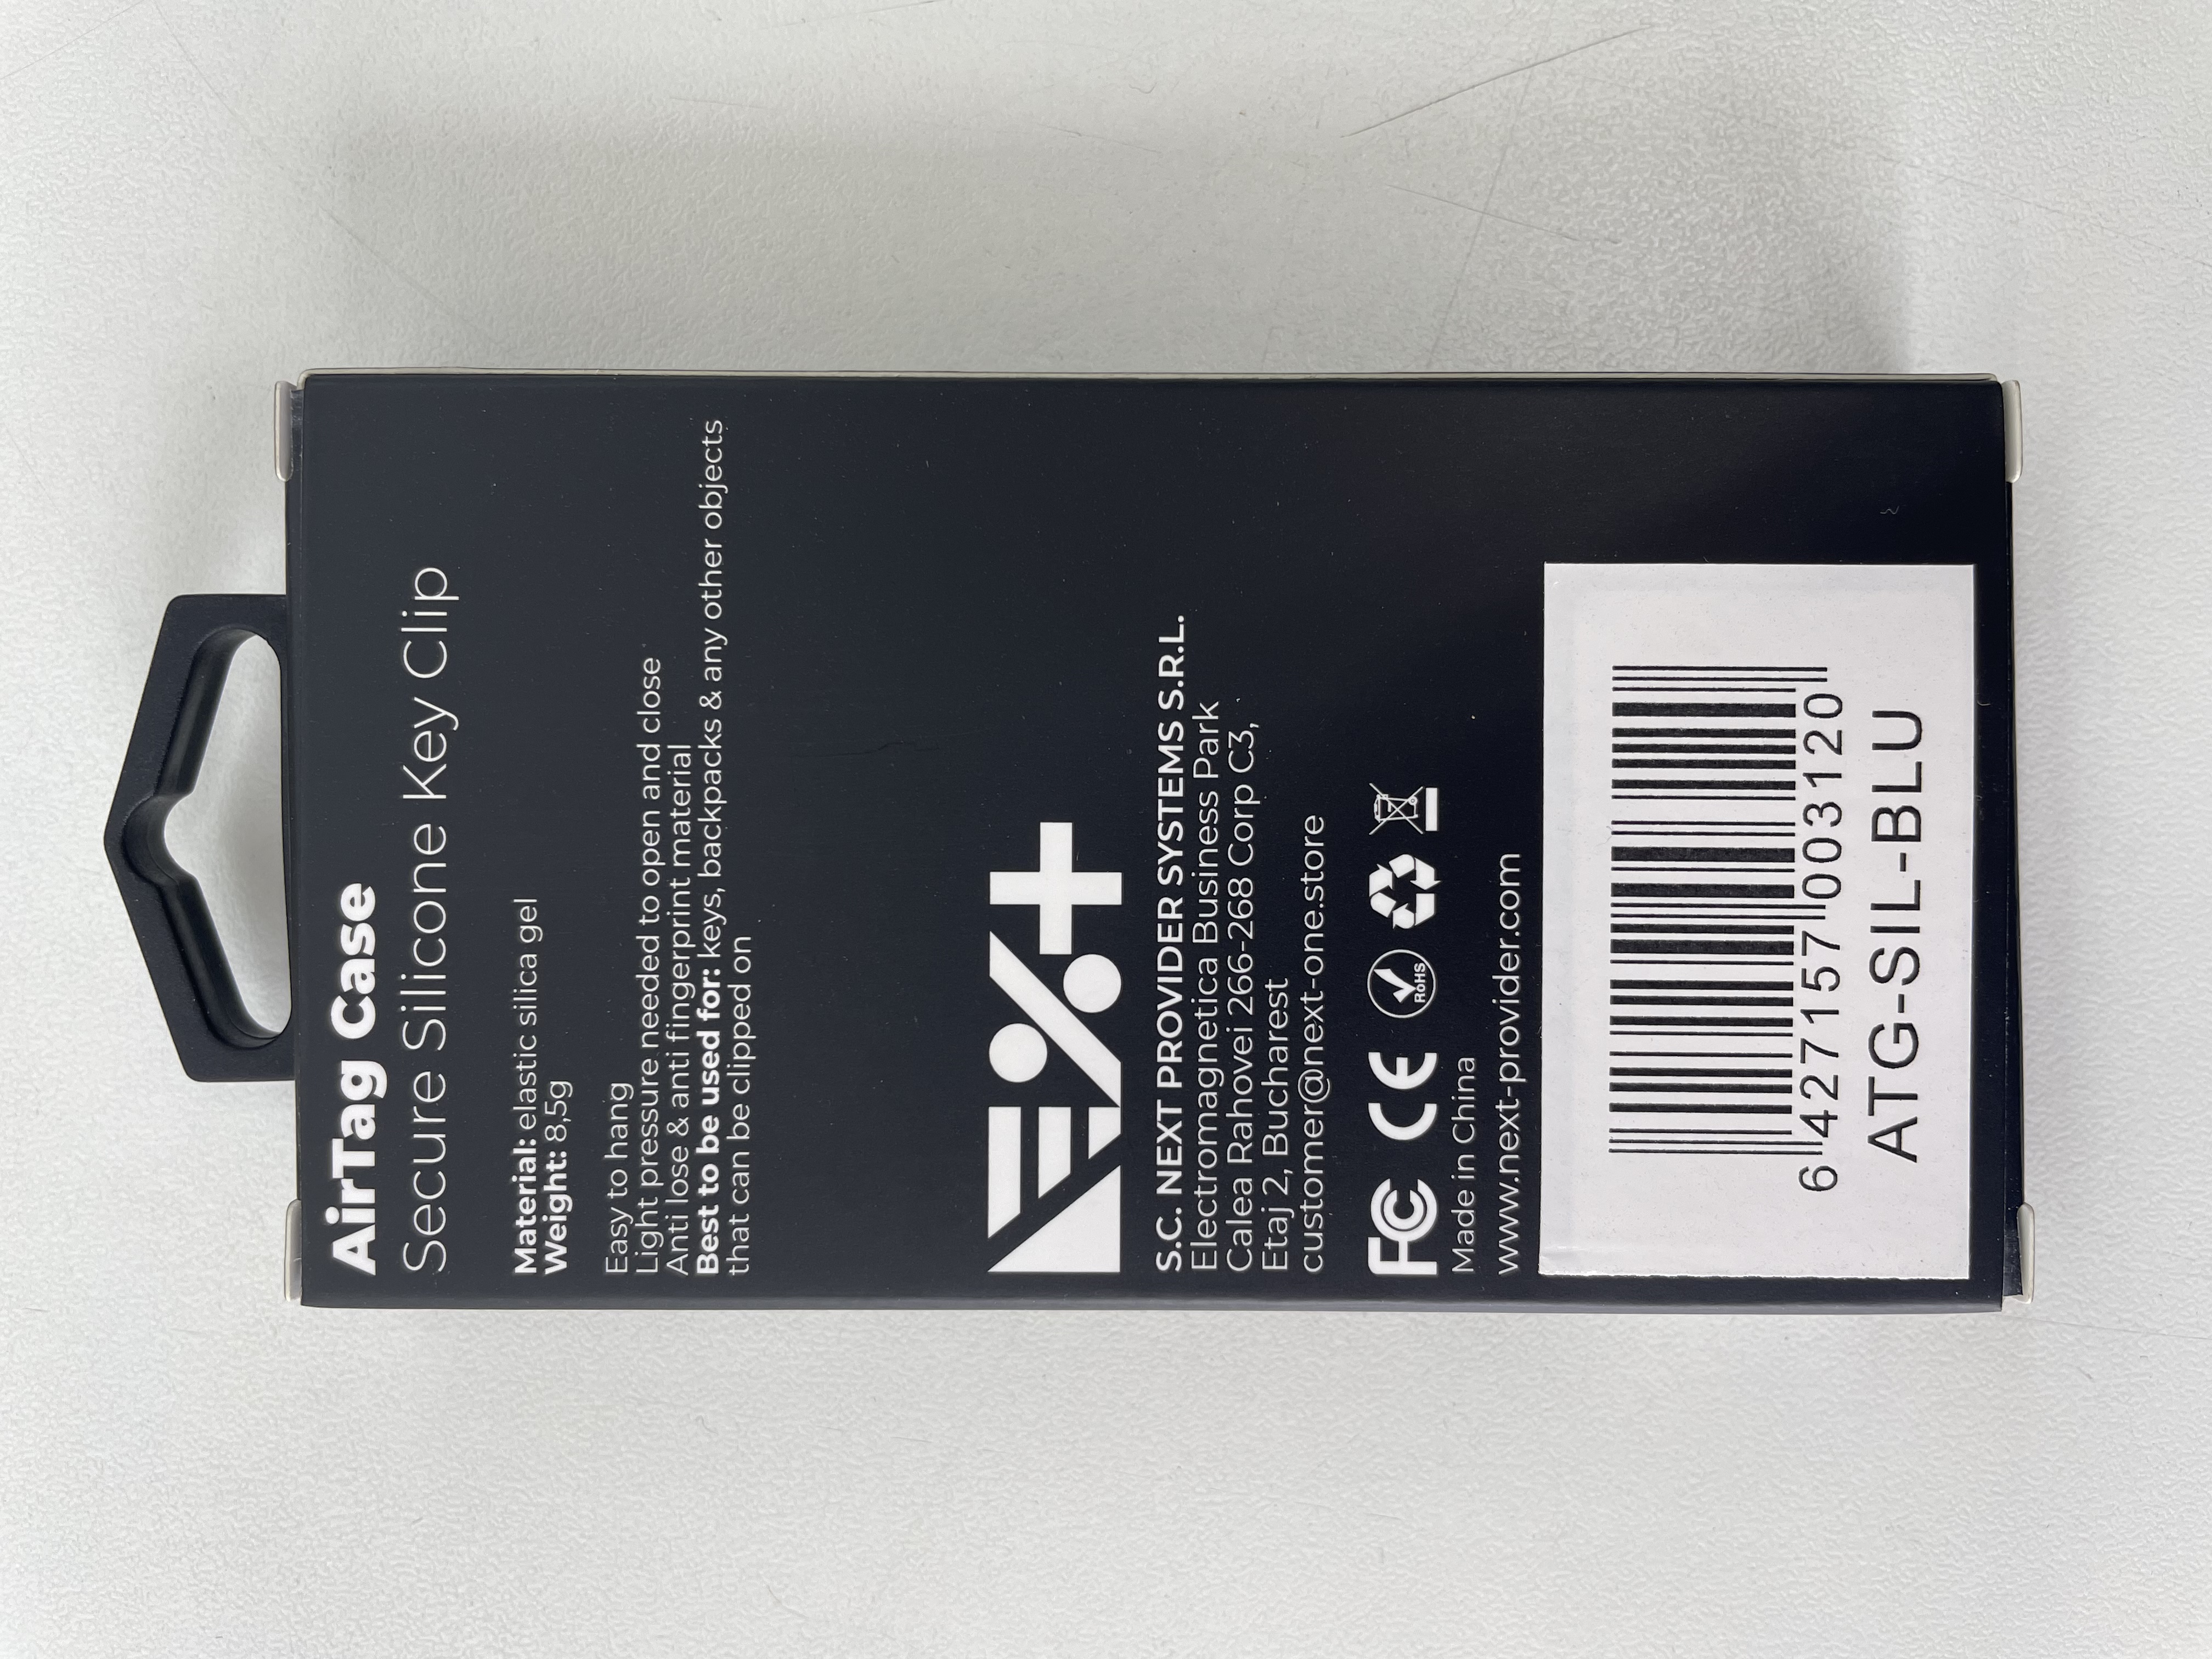 AirTag Case
Secure Silicone Key Clip
Material: elastic silica gel
Weight: 8,5g
Easy to hang
Light pressure needed to open and close
Anti lose & anti fingerprint material
Best to be used for: keys, backpacks & any other objects
that can be clipped on
S.C. NEXT PROVIDER SYSTEMS S.R.L.
Electromagnetica Business Park
Calea Rahovei 266-268 Corp C3,
Etaj 2, Bucharest
customer@next-one.store
FC CE RoHS
Made in China
www.next-provider.com
6 427157 003120
ATG-SIL-BLU